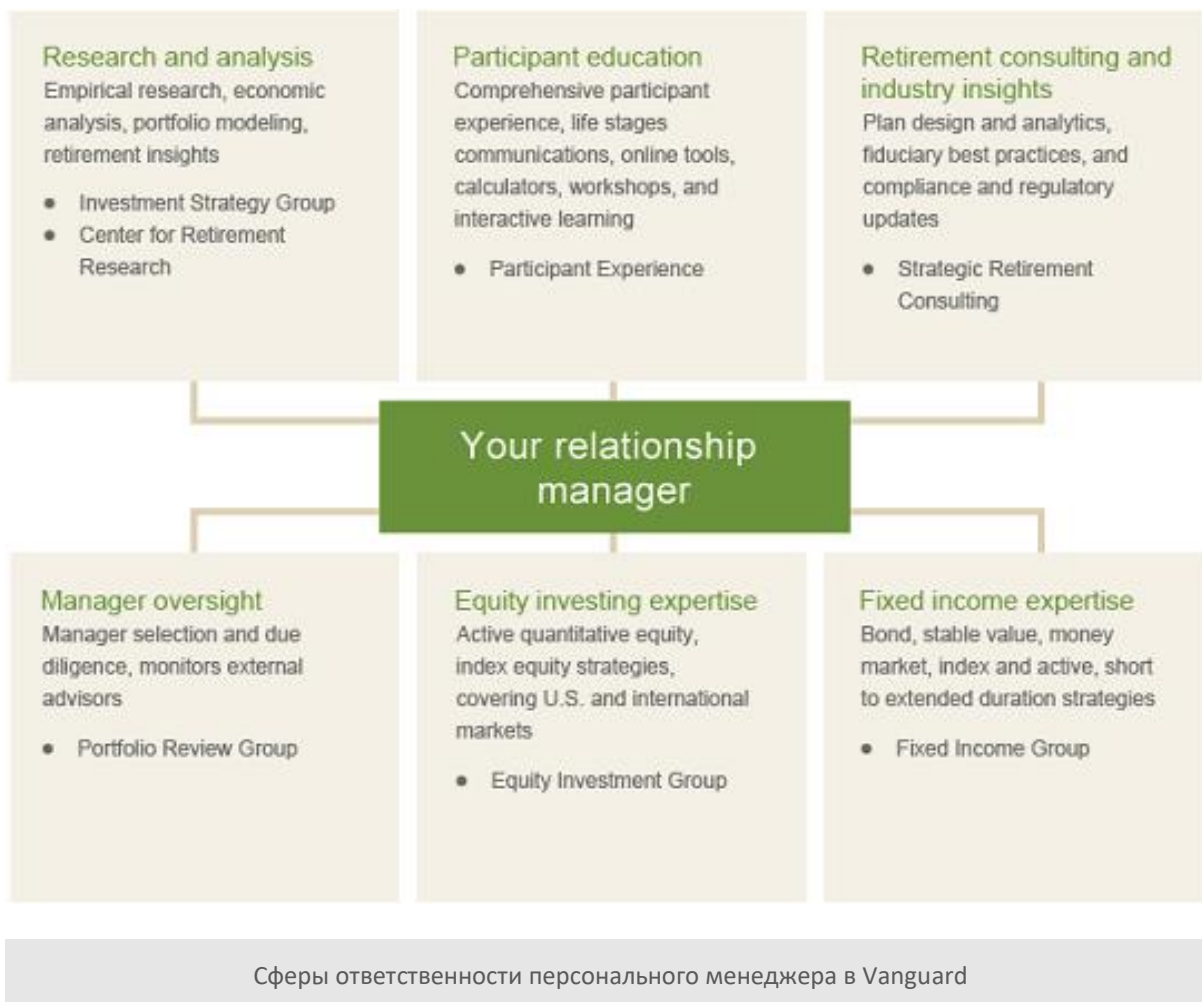 Research and analysis
Empirical research, economic
analysis, portfolio modeling,
retirement insights
• Investment Strategy Group
• Center for Retirement
Research
Participant education
Comprehensive participant
experience, life stages
communications, online tools,
calculators, workshops, and
interactive learning
• Participant Experience
Retirement consulting and
industry insights
Plan design and analytics,
fiduciary best practices, and
compliance and regulatory
updates
• Strategic Retirement
Consulting
Your relationship
manager
Manager oversight
Manager selection and due
diligence, monitors external
advisors
• Portfolio Review Group
Equity investing expertise
Active quantitative equity,
index equity strategies,
covering U.S. and international
markets
• Equity Investment Group
Fixed income expertise
Bond, stable value, money
market, index and active, short
to extended duration strategies
• Fixed Income Group
Сферы ответственности персонального менеджера в Vanguard